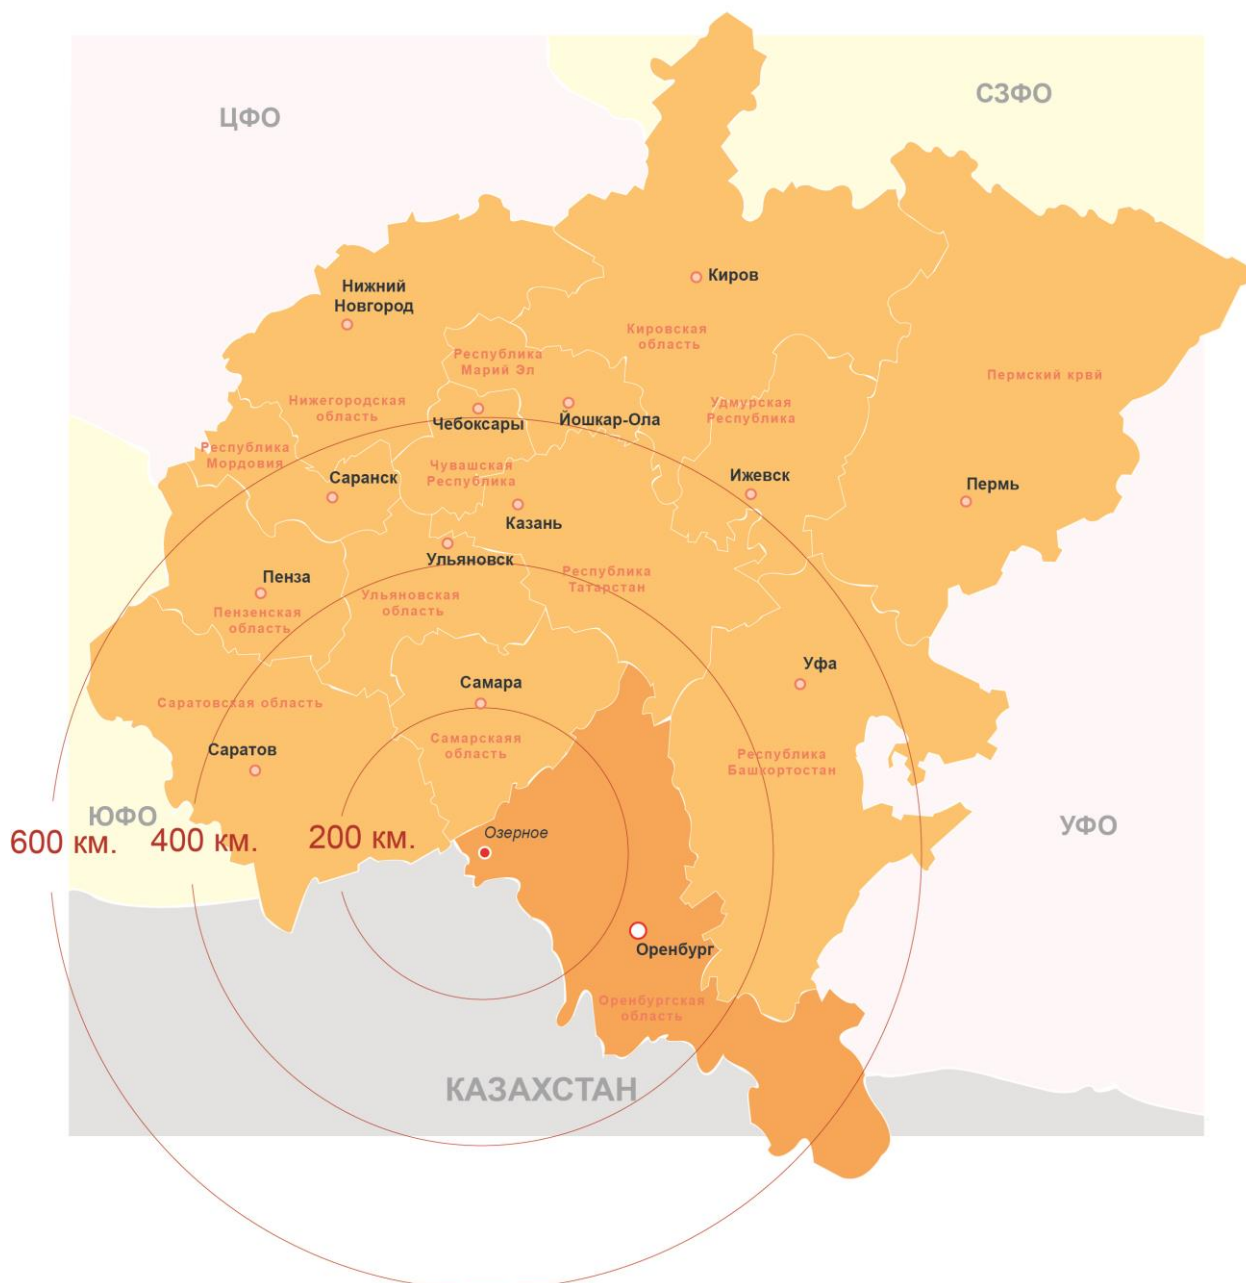 СЗФО
ЦФО
Киров
Нижний
Новгород
Кировская
область
Республика
Марий Эл
Пермский крвй
Нижегородская
область
Удмурская
Республика
Чебоксары
Йошкар-Ола
Республика
Мордовия
Чувашская
Республика
Саранск
Ижевск
Пермь
Казань
Ульяновск
Пенза
Республика
Татарстан
Ульяновская
область
Пензенская
область
Уфа
Самара
Саратовская область
Самарскаяя
область
Саратов
Республика
Башкортостан
ЮФО
УФО
600 км.
400 км.
200 км.
Озерное
Оренбург
Оренбургская
область
КАЗАХСТАН